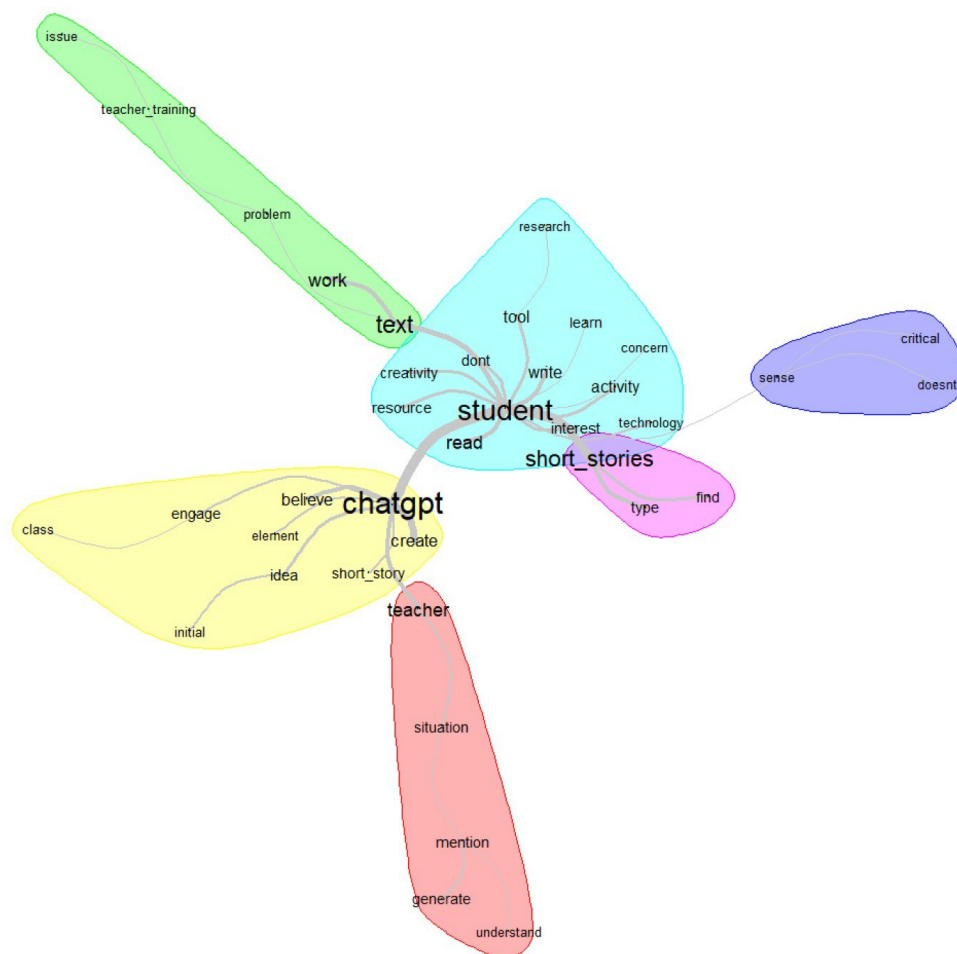 issue
teacher_training
problem
research
work
text
tool
learn
critical
concern
dont
sense
creativity
write
doesnt
activity
resource
student
technology
interest
read
short_stories
find
chatgpt
believe
type
engage
class
element
create
short_story
idea
teacher
initial
situation
mention
generate
understand